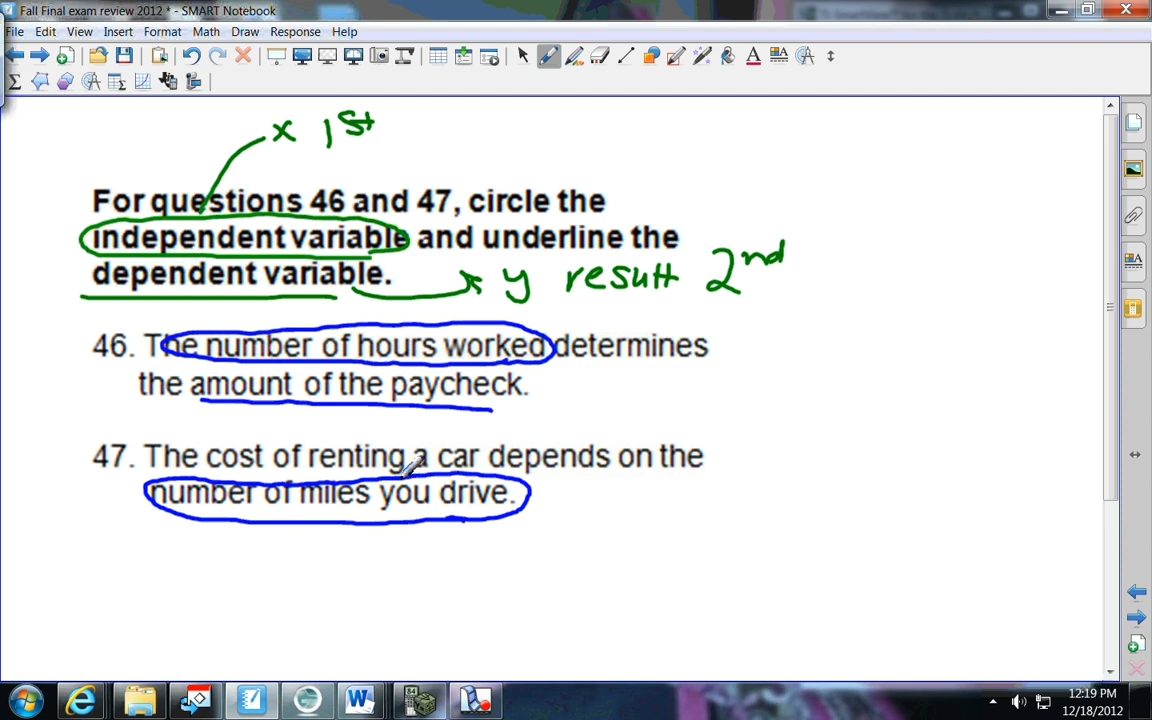 Fall Final exam review 2012 * - SMART Notebook
File Edit View Insert Format Math Draw Response Help
x 1st
For questions 46 and 47, circle the
independent variable and underline the
dependent variable.
y result 2nd
46. The number of hours worked determines
the amount of the paycheck.
47. The cost of renting a car depends on the
number of miles you drive.
12:19 PM
12/18/2012